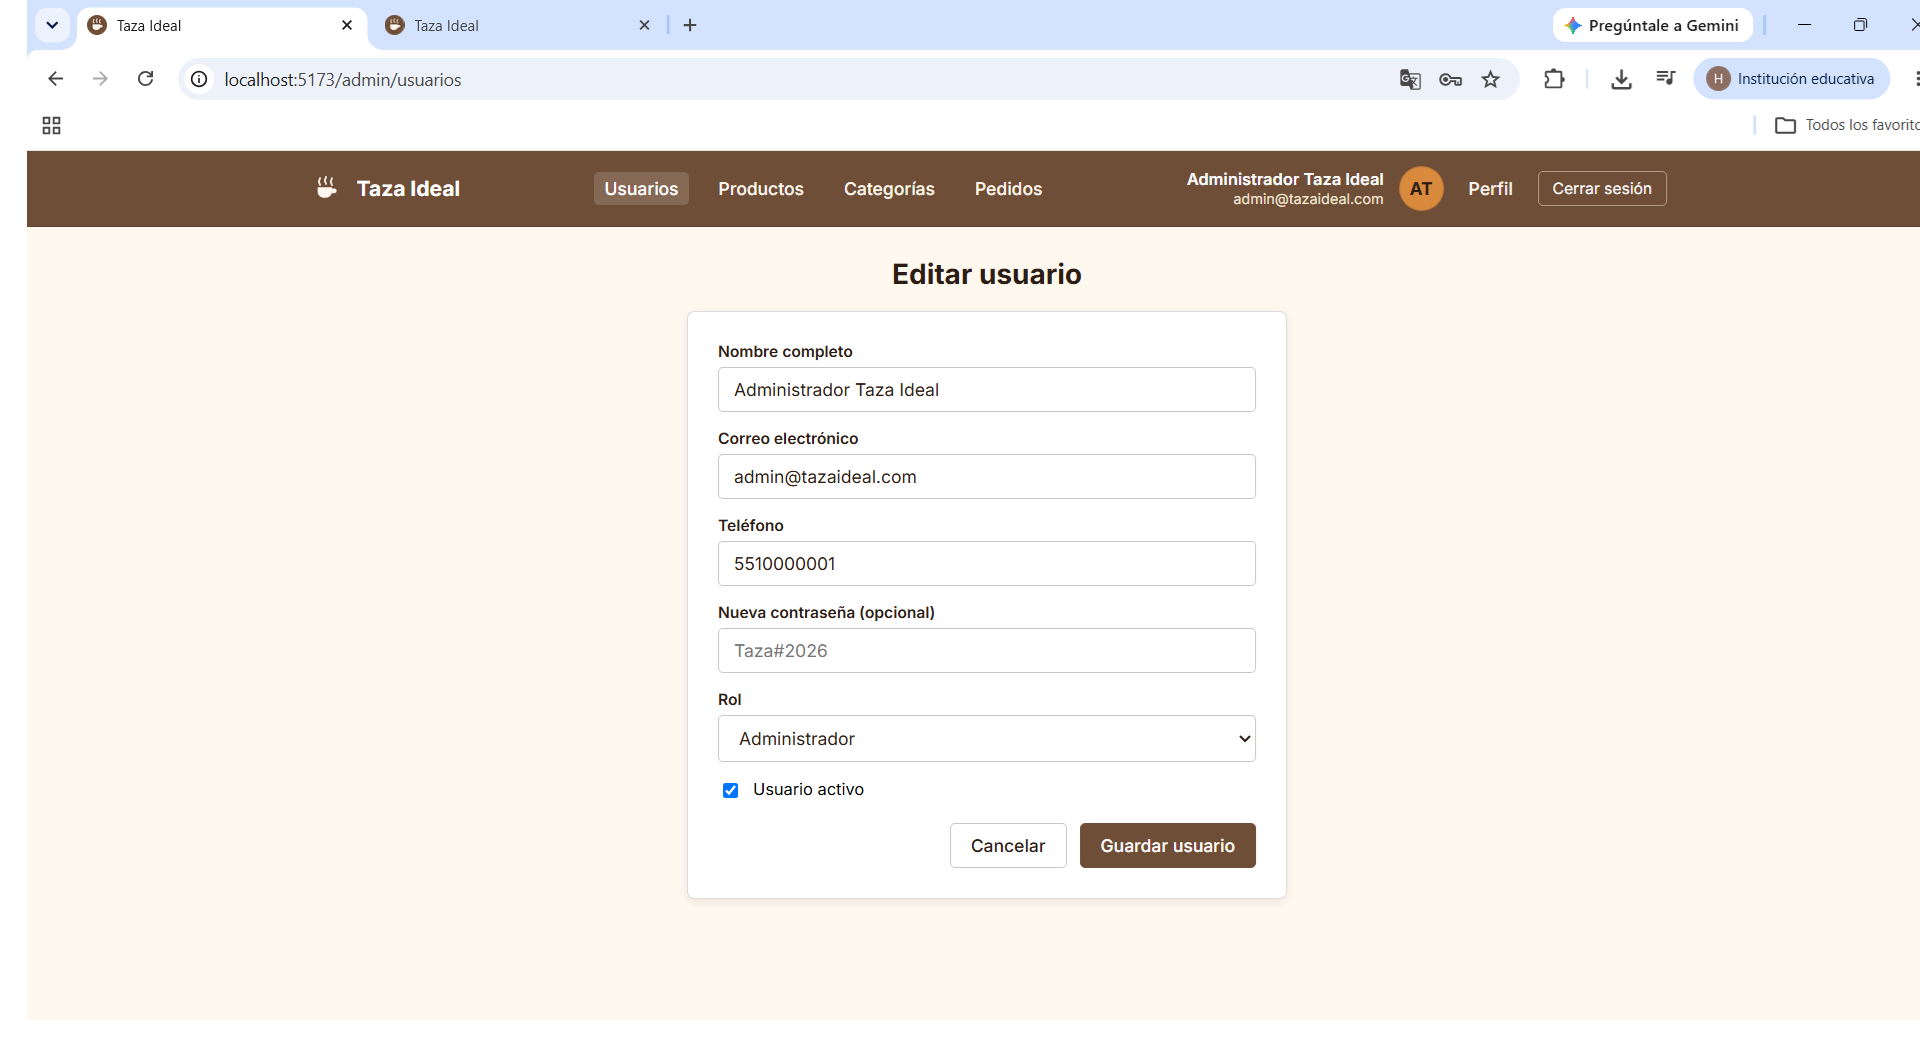 Taza Ideal
Taza Ideal
Pregúntale a Gemini
localhost:5173/admin/usuarios
H
Institución educativa
Todos los favorito
Taza Ideal
Usuarios
Productos
Categorías
Pedidos
Administrador Taza Ideal
admin@tazaideal.com
AT
Perfil
Cerrar sesión
Editar usuario
Nombre completo
Administrador Taza Ideal
Correo electrónico
admin@tazaideal.com
Teléfono
5510000001
Nueva contraseña (opcional)
Taza#2026
Rol
Administrador
Usuario activo
Cancelar
Guardar usuario